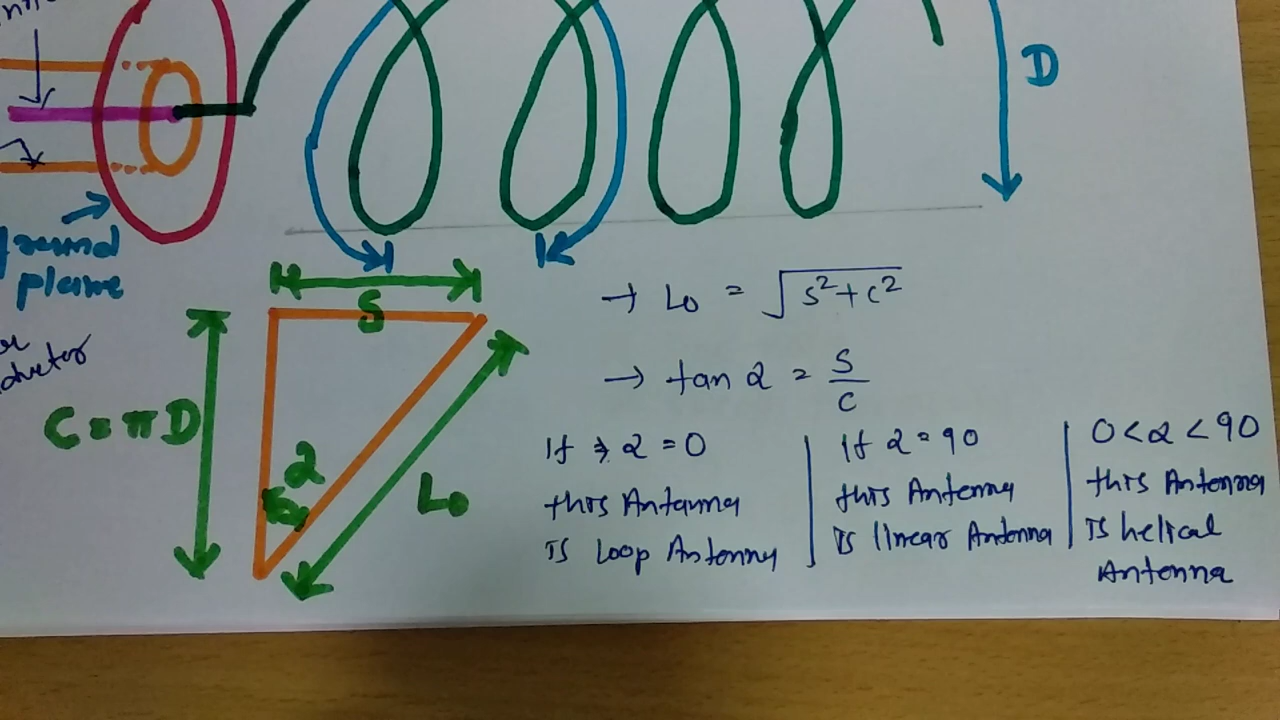 D
ground
plane
S
C = πD
α
L₀
→ L₀ = √S²+C²
→ tan α = S/C
If → α = 0
this Antanna
Is Loop Antenna
If α = 90
this Antenna
Is linear Antenna
0 < α < 90
this Antenna
Is helical
Antenna